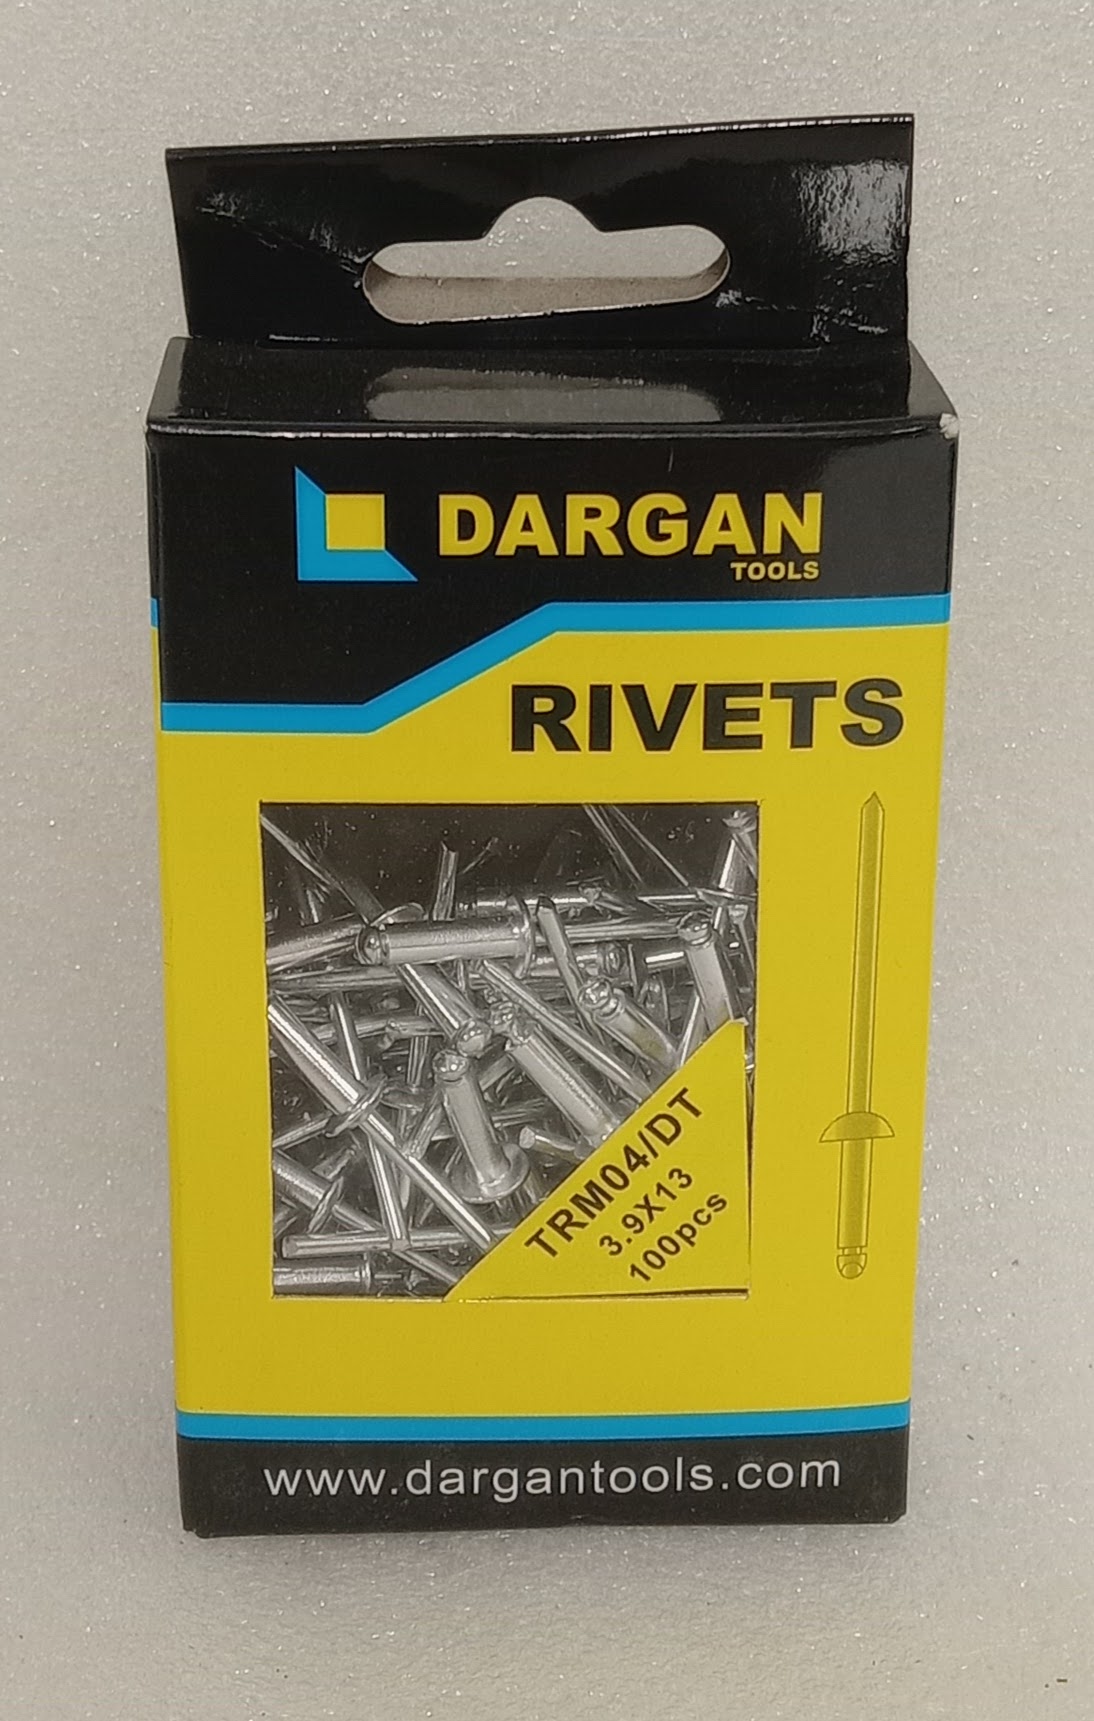 DARGAN
TOOLS
RIVETS
TRM04/DT
3.9X13
100pcs
www.dargantools.com